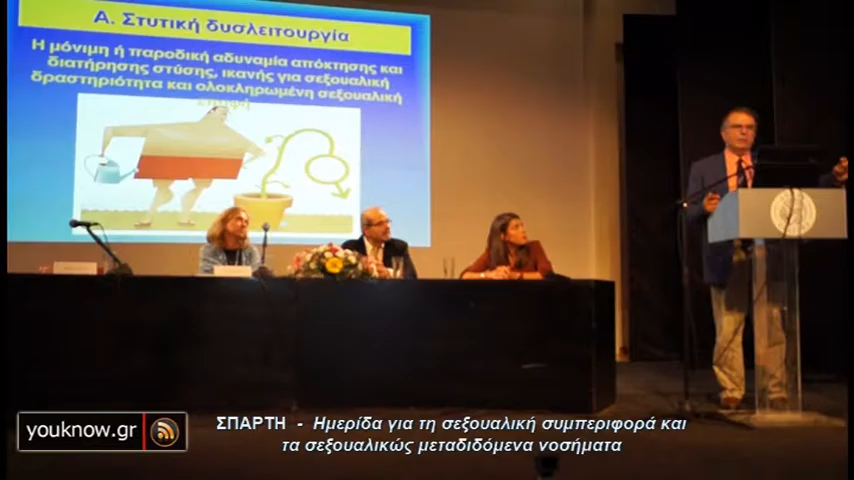 Α. Στυτική δυσλειτουργία
Η μόνιμη ή παροδική αδυναμία απόκτησης και
διατήρησης στύσης, ικανής για σεξουαλική
δραστηριότητα και ολοκληρωμένη σεξουαλική
επαφή
youknow.gr
ΣΠΑΡΤΗ - Ημερίδα για τη σεξουαλική συμπεριφορά και
τα σεξουαλικώς μεταδιδόμενα νοσήματα